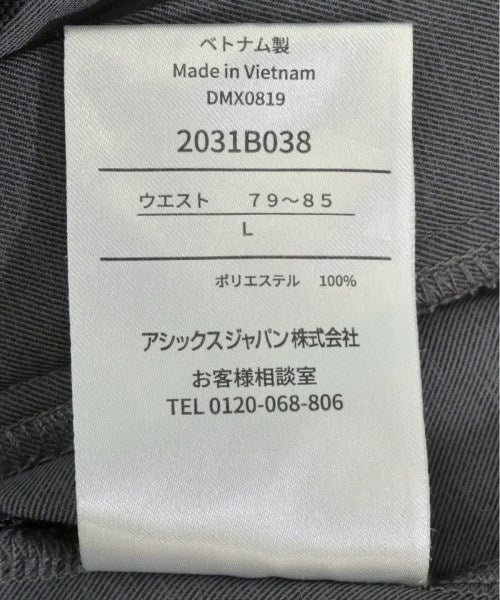 ベトナム製
Made in Vietnam
DMX0819
2031B038
ウエスト　７９～８５
L
ポリエステル　100%
アシックスジャパン株式会社
お客様相談室
TEL 0120-068-806